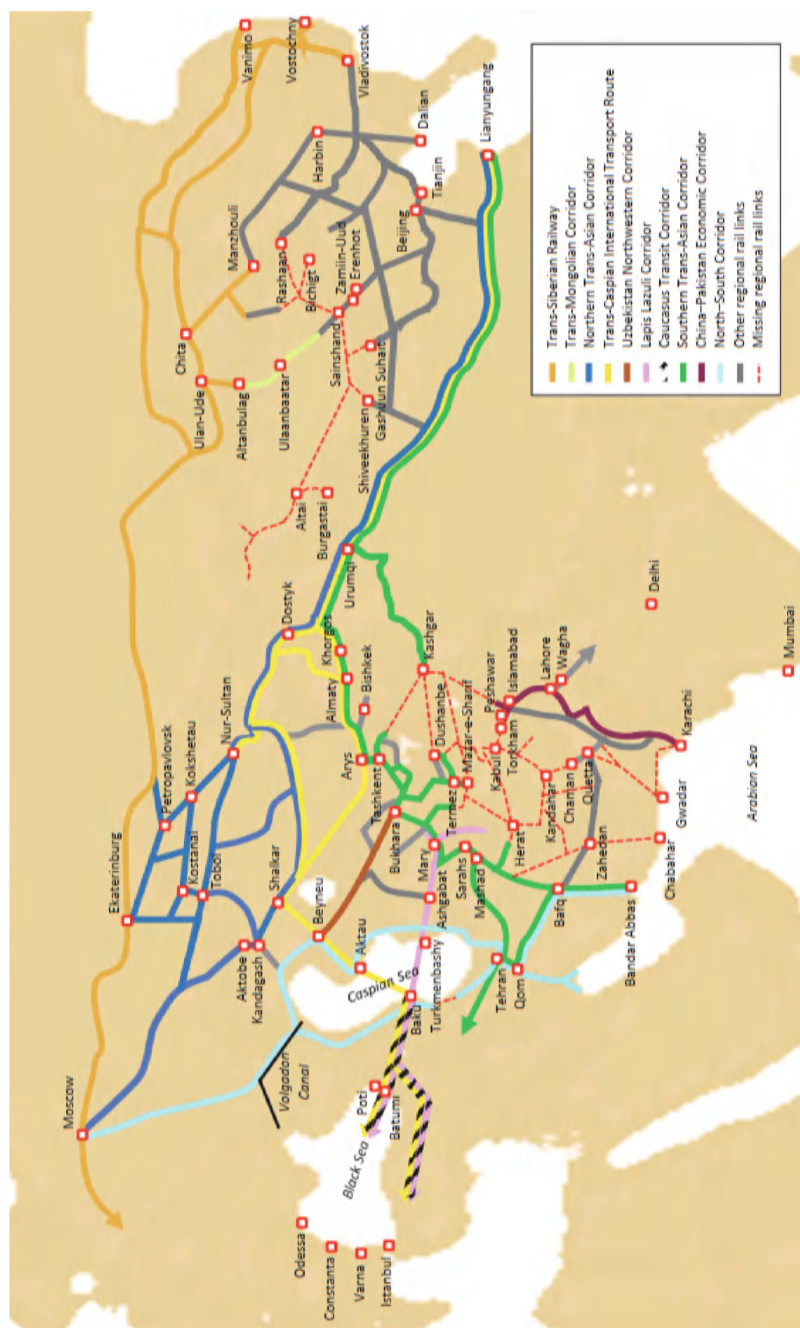 Moscow
Ekaterinburg
Petropavlovsk
Kokshetau
Kostanai
Tobol
Nur-Sultan
Aktobe
Kandagash
Shalkar
Beyneu
Aktau
Caspian Sea
Volgadon
Canal
Black Sea
Poti
Batumi
Baku
Turkmenbashy
Odessa
Constanta
Varna
Istanbul
Ashgabat
Mary
Bukhara
Tashkent
Arys
Almaty
Bishkek
Khorgos
Dostyk
Urumqi
Kashgar
Dushanbe
Termez
Mazar-e-Sharif
Sarahs
Mashad
Herat
Tehran
Qom
Bafq
Bandar Abbas
Zahedan
Chabahar
Gwadar
Kandahar
Chaman
Quetta
Kabul
Torkham
Peshawar
Islamabad
Lahore
Wagha
Karachi
Arabian Sea
Delhi
Mumbai
Chita
Ulan-Ude
Altanbulag
Ulaanbaatar
Sainshand
Zamiin-Uud
Erenhot
Manzhouli
Rashaan
Bichigt
Gashuun Suhait
Shiveekhuren
Altai
Burgastai
Harbin
Dalian
Tianjin
Beijing
Lianyungang
Vanimo
Vostochny
Vladivostok
Trans-Siberian Railway
Trans-Mongolian Corridor
Northern Trans-Asian Corridor
Trans-Caspian International Transport Route
Uzbekistan Northwestern Corridor
Lapis Lazuli Corridor
Caucasus Transit Corridor
Southern Trans-Asian Corridor
China–Pakistan Economic Corridor
North–South Corridor
Other regional rail links
Missing regional rail links